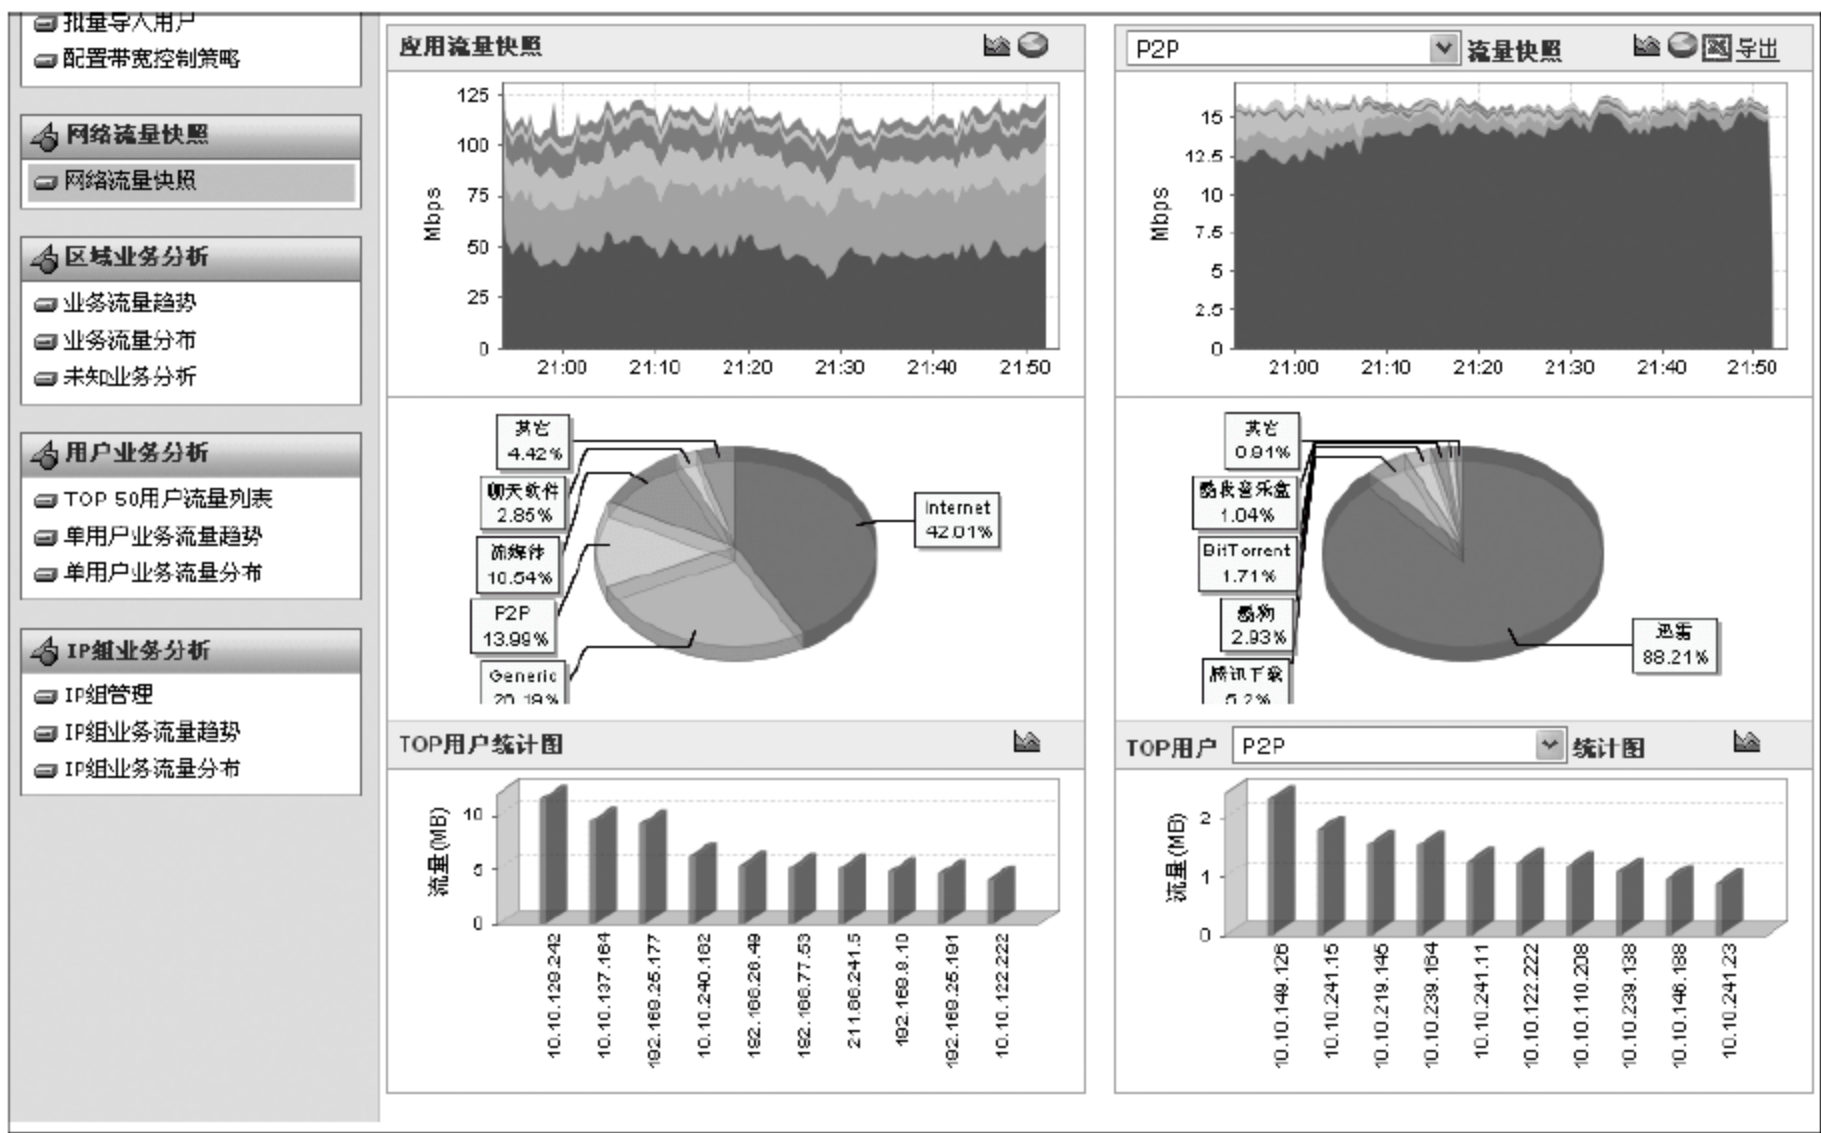 批量导入用户
配置带宽控制策略
网络流量快照
网络流量快照
区域业务分析
业务流量趋势
业务流量分布
未知业务分析
用户业务分析
TOP 50用户流量列表
单用户业务流量趋势
单用户业务流量分布
IP组业务分析
IP组管理
IP组业务流量趋势
IP组业务流量分布
应用流量快照
125
100
75
50
25
0
Mbps
21:00 21:10 21:20 21:30 21:40 21:50
其它
4.42%
聊天软件
2.85%
流媒体
10.54%
P2P
13.99%
Generic
Internet
42.01%
TOP用户统计图
流量(MB)
10
5
0
10.10.129.242
10.10.137.164
192.169.25.177
10.10.240.162
192.168.77.53
192.169.25.191
10.10.122.222
P2P 流量快照 导出
15
12.5
10
7.5
5
2.5
0
Mbps
21:00 21:10 21:20 21:30 21:40 21:50
其它
0.91%
酷我音乐盒
1.04%
BitTorrent
1.71%
酷狗
2.93%
腾讯下载
5.2%
迅雷
88.21%
TOP用户 P2P 统计图
流量(MB)
2
1
0
10.10.149.126
10.10.241.15
10.10.219.145
10.10.239.164
10.10.241.11
10.10.122.222
10.10.110.208
10.10.239.138
10.10.146.188
10.10.241.23